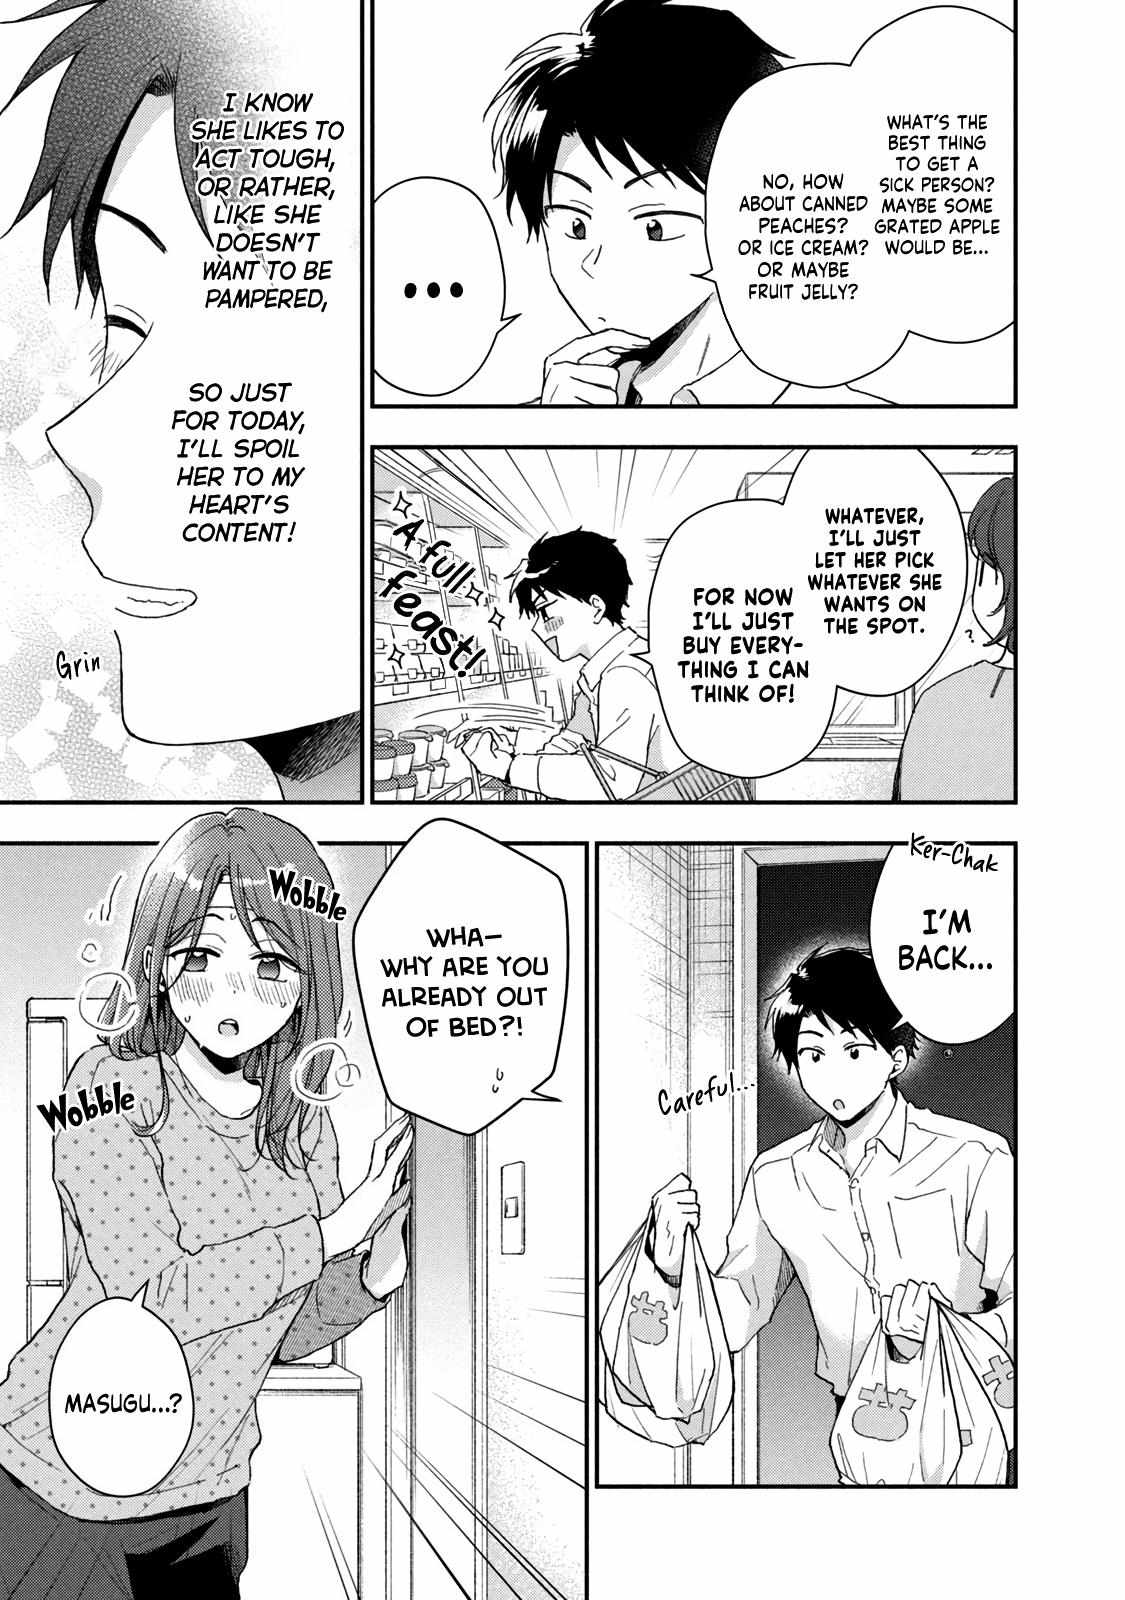 WHAT'S THE
BEST THING
TO GET A
SICK PERSON?
MAYBE SOME
GRATED APPLE
WOULD BE...
NO, HOW
ABOUT CANNED
PEACHES?
OR ICE CREAM?
OR MAYBE
FRUIT JELLY?
...
WHATEVER,
I'LL JUST
LET HER PICK
WHATEVER SHE
WANTS ON
THE SPOT.
FOR NOW
I'LL JUST
BUY EVERY-
THING I CAN
THINK OF!
?
A full
feast!
I KNOW
SHE LIKES TO
ACT TOUGH,
OR RATHER,
LIKE SHE
DOESN'T
WANT TO BE
PAMPERED,
SO JUST
FOR TODAY,
I'LL SPOIL
HER TO MY
HEART'S
CONTENT!
Grin
Ker-Chak
I'M
BACK...
Careful...
WHA-
WHY ARE YOU
ALREADY OUT
OF BED?!
Wobble
Wobble
MASUGU...?